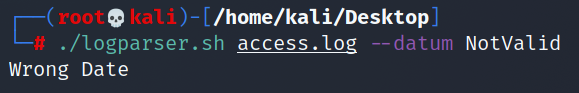 ┌──(root💀kali)-[/home/kali/Desktop]
└─# ./logparser.sh access.log --datum NotValid
Wrong Date